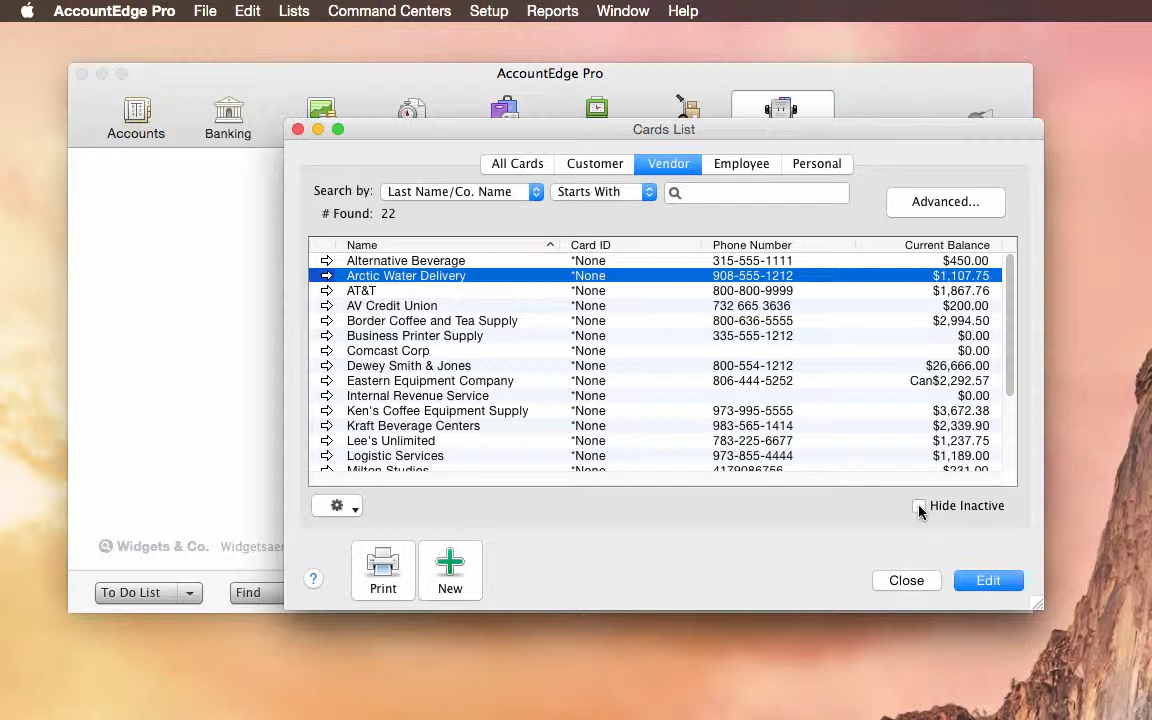 AccountEdge Pro File Edit Lists Command Centers Setup Reports Window Help
AccountEdge Pro
Accounts Banking
Cards List
All Cards Customer Vendor Employee Personal
Search by: Last Name/Co. Name Starts With
Advanced...
# Found: 22
Name Card ID Phone Number Current Balance
Alternative Beverage *None 315-555-1111 $450.00
Arctic Water Delivery *None 908-555-1212 $1,107.75
AT&T *None 800-800-9999 $1,867.76
AV Credit Union *None 732 665 3636 $200.00
Border Coffee and Tea Supply *None 800-636-5555 $2,994.50
Business Printer Supply *None 335-555-1212 $0.00
Comcast Corp *None $0.00
Dewey Smith & Jones *None 800-554-1212 $26,666.00
Eastern Equipment Company *None 806-444-5252 Can$2,292.57
Internal Revenue Service *None $0.00
Ken's Coffee Equipment Supply *None 973-995-5555 $3,672.38
Kraft Beverage Centers *None 983-565-1414 $2,339.90
Lee's Unlimited *None 783-225-6677 $1,237.75
Logistic Services *None 973-855-4444 $1,189.00
Milton Studios *None 4179086756 $231.00
Hide Inactive
Widgets & Co. Widgetsae
? Print New Close Edit
To Do List Find